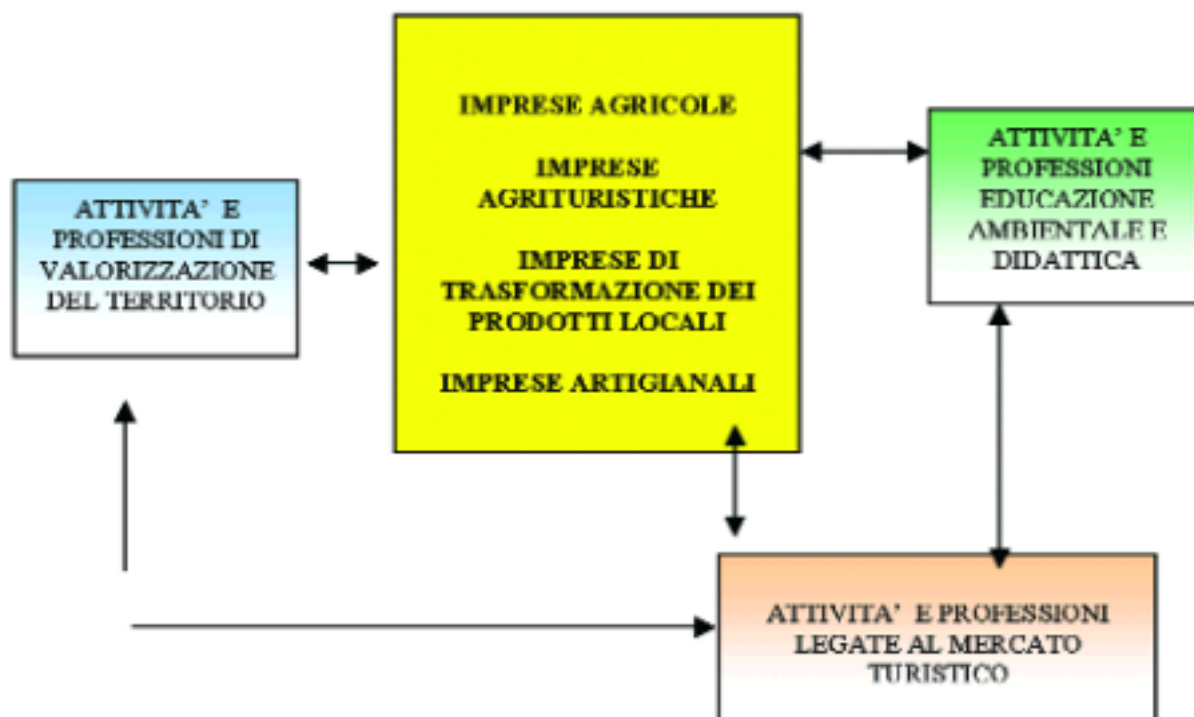 IMPRESE AGRICOLE
IMPRESE
AGRITURISTICHE
IMPRESE DI
TRASFORMAZIONE DEI
PRODOTTI LOCALI
IMPRESE ARTIGIANALI
ATTIVITA' E
PROFESSIONI DI
VALORIZZAZIONE
DEL TERRITORIO
ATTIVITA' E
PROFESSIONI
EDUCAZIONE
AMBIENTALE E
DIDATTICA
ATTIVITA' E PROFESSIONI
LEGATE AL MERCATO
TURISTICO